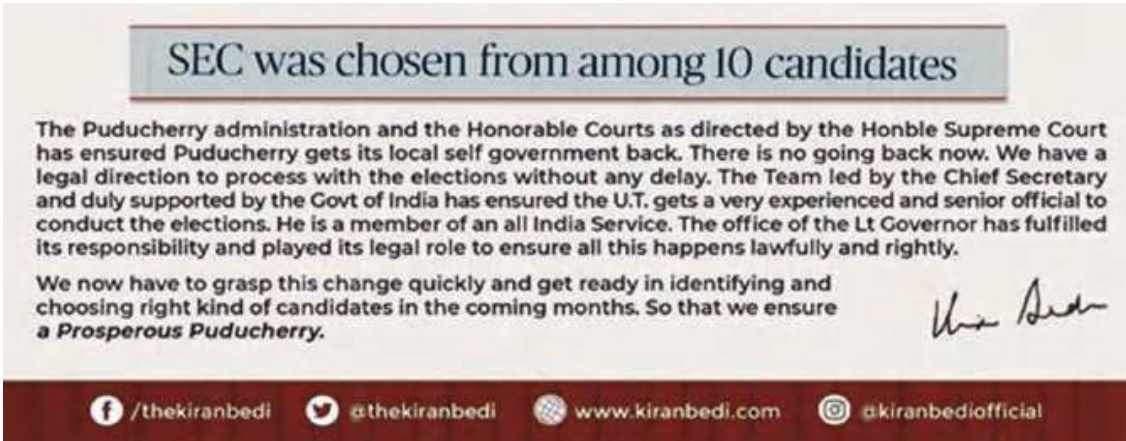 SEC was chosen from among 10 candidates
The Puducherry administration and the Honorable Courts as directed by the Honble Supreme Court
has ensured Puducherry gets its local self government back. There is no going back now. We have a
legal direction to process with the elections without any delay. The Team led by the Chief Secretary
and duly supported by the Govt of India has ensured the U.T. gets a very experienced and senior official to
conduct the elections. He is a member of an all India Service. The office of the Lt Governor has fulfilled
its responsibility and played its legal role to ensure all this happens lawfully and rightly.
We now have to grasp this change quickly and get ready in identifying and
choosing right kind of candidates in the coming months. So that we ensure
a Prosperous Puducherry.
/thekiranbedi @thekiranbedi www.kiranbedi.com @kiranbediofficial